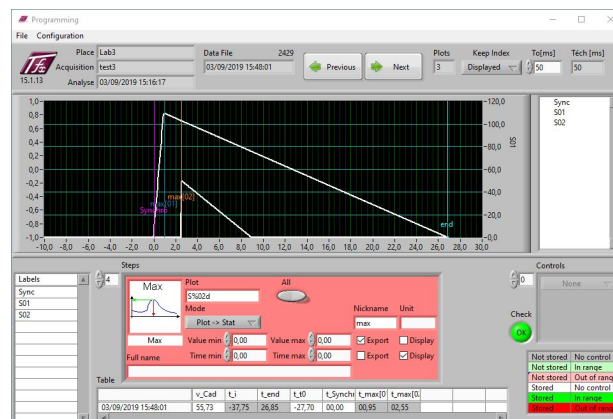 Programming
File Configuration
Place Lab3 Data File 2429 Plots Keep Index To[ms] Téch [ms]
Acquisition test3 03/09/2019 15:48:01 Previous Next 3 Displayed 50 50
15.1.13 Analyse 03/09/2019 15:16:17
1,0 0,8 0,6 0,4 0,2 0,0 -0,2 -0,4 -0,6 -0,8 -1,0
max[02]
max[01]
Synchro
end
-120,0 -100,0 -80,0 -60,0 -40,0 -20,0 -0,0
S01
-10,0 -8,0 -6,0 -4,0 -2,0 0,0 2,0 4,0 6,0 8,0 10,0 12,0 14,0 16,0 18,0 20,0 22,0 24,0 26,0 28,0 30,0
Sync
S01
S02
Labels
Sync
S01
S02
Steps
4
Max
Max
Plot
S%02d
All
Mode
Plot -> Stat
Nickname Unit
max
Value min 0,00 Value max 0,00 Export Display
Time min 0,00 Time max 0,00 Export Display
Full name
Controls
0
None
Check
OK
Not stored No control
Not stored In range
Not stored Out of rang
Stored No control
Stored In range
Stored Out of rang
Table
v_Cad t_i t_end t_t0 t_Synchr t_max[0 t_max[0
03/09/2019 15:48:01 55,73 -37,75 26,85 -27,70 00,00 00,95 02,55